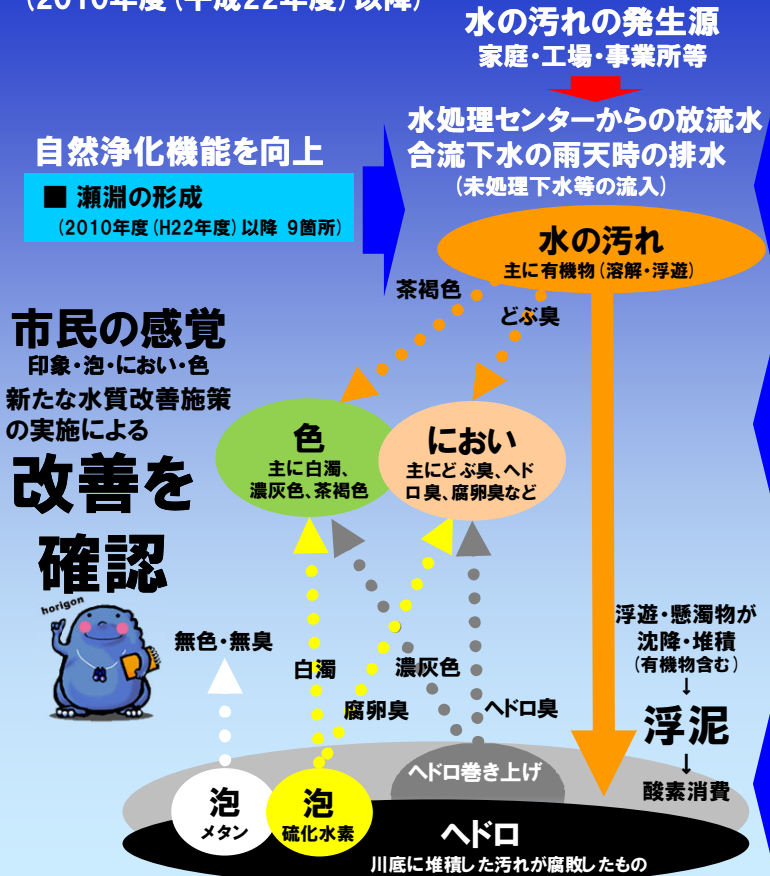 (2010年度(平成22年度)以降)
水の汚れの発生源
家庭・工場・事業所等
水処理センターからの放流水
合流下水の雨天時の排水
(未処理下水等の流入)
自然浄化機能を向上
■ 瀬淵の形成
(2010年度(H22年度)以降 9箇所)
水の汚れ
主に有機物(溶解・浮遊)
茶褐色
どぶ臭
市民の感覚
印象・泡・におい・色
新たな水質改善施策
の実施による
改善を
確認
色
主に白濁、
濃灰色、茶褐色
におい
主にどぶ臭、ヘド
ロ臭、腐卵臭など
horigon
無色・無臭
白濁
濃灰色
腐卵臭
ヘドロ臭
浮遊・懸濁物が
沈降・堆積
(有機物含む)
↓
浮泥
↓
酸素消費
ヘドロ巻き上げ
泡
メタン
泡
硫化水素
ヘドロ
川底に堆積した汚れが腐敗したもの